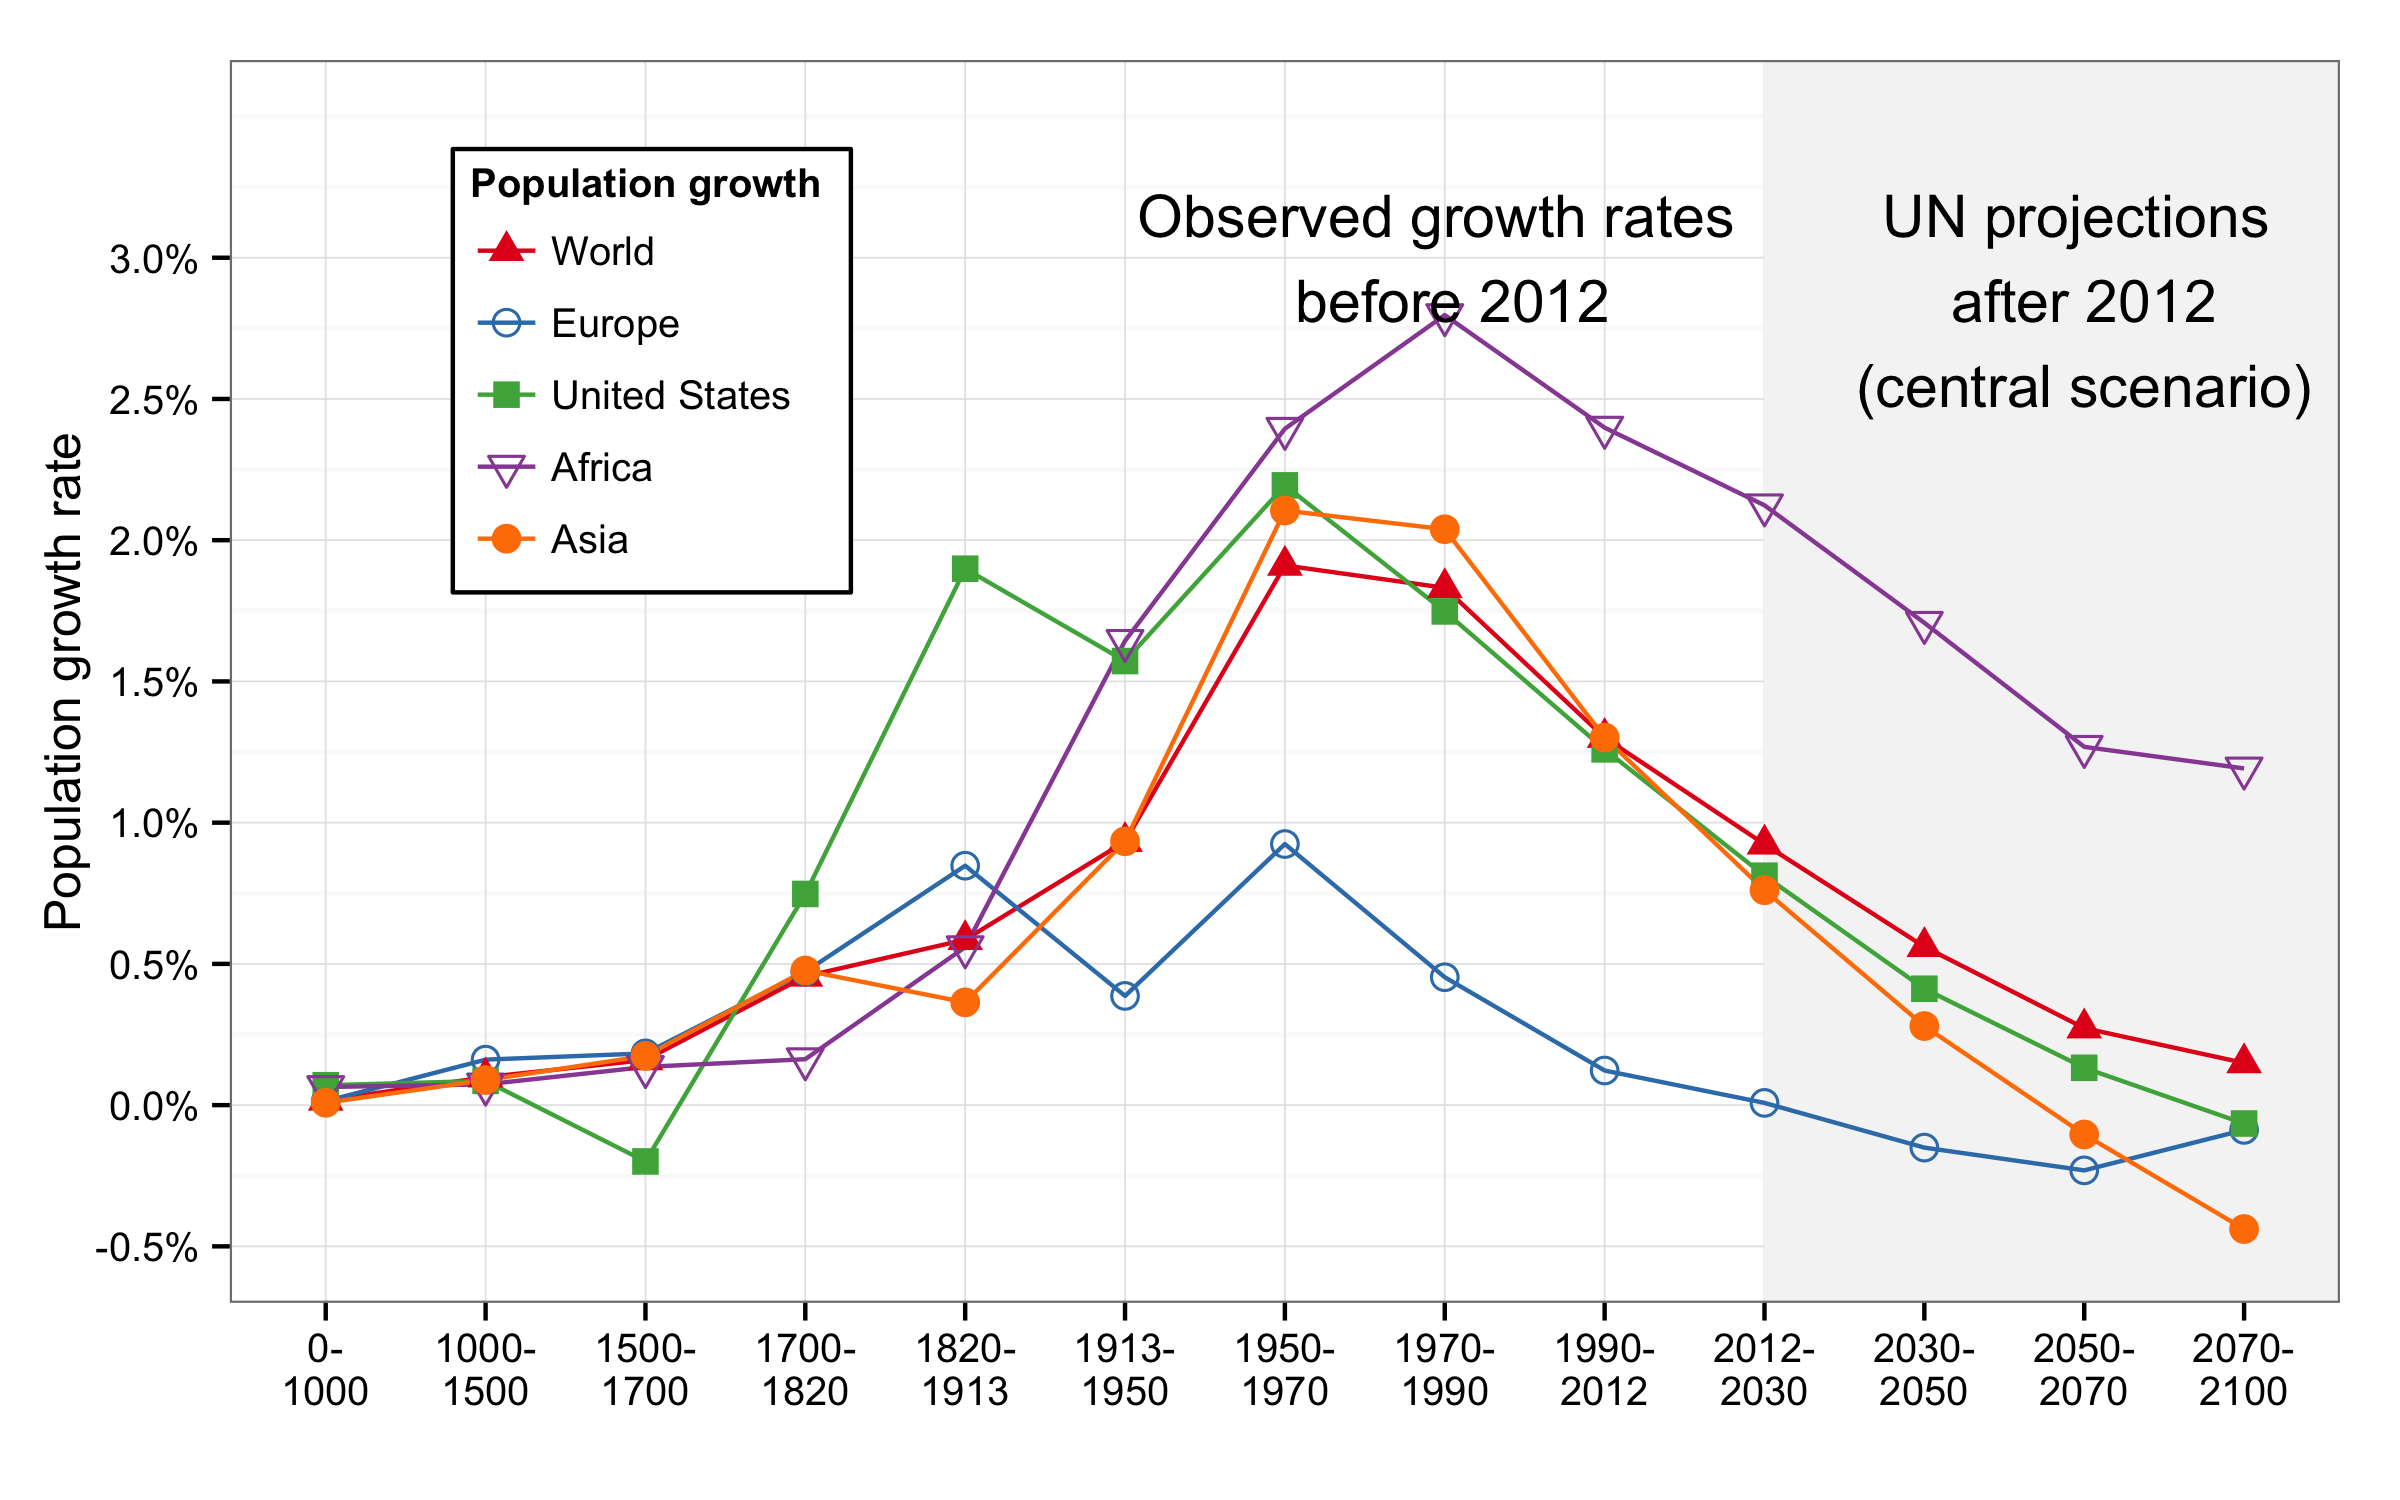 Observed growth rates
before 2012
UN projections
after 2012
(central scenario)
Population growth
World
Europe
United States
Africa
Asia
Population growth rate
3.0%
2.5%
2.0%
1.5%
1.0%
0.5%
0.0%
-0.5%
0-
1000
1000-
1500
1500-
1700
1700-
1820
1820-
1913
1913-
1950
1950-
1970
1970-
1990
1990-
2012
2012-
2030
2030-
2050
2050-
2070
2070-
2100